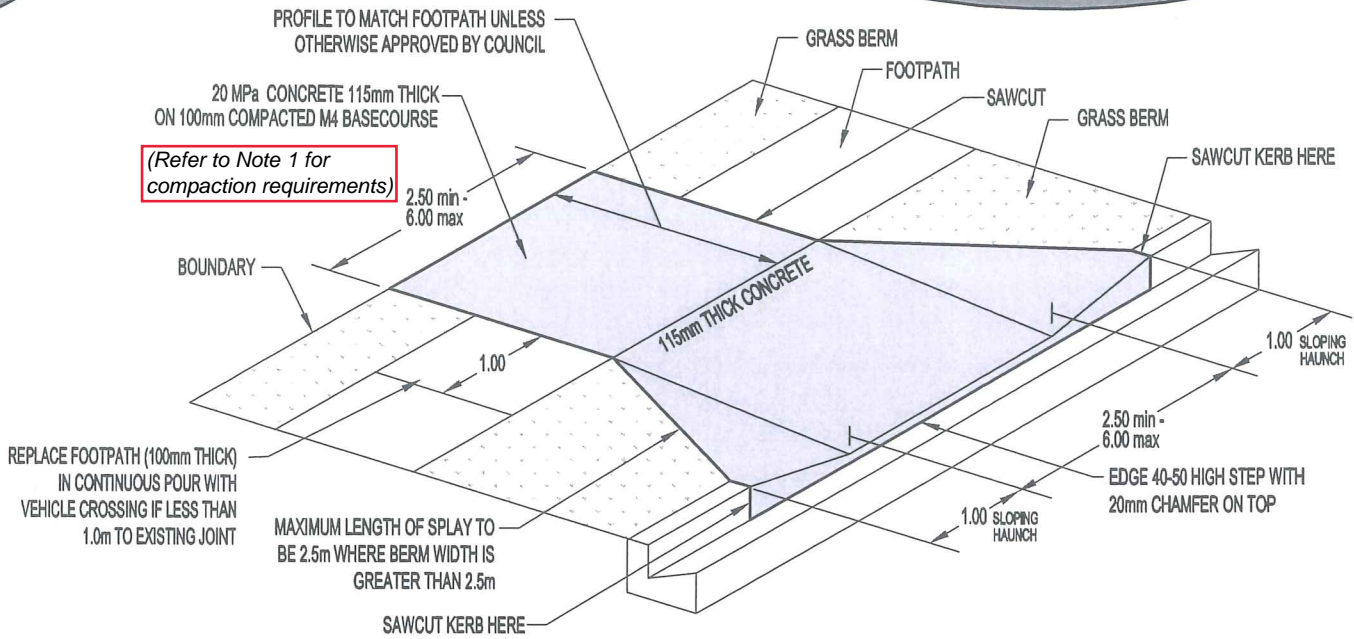 PROFILE TO MATCH FOOTPATH UNLESS
OTHERWISE APPROVED BY COUNCIL
GRASS BERM
FOOTPATH
20 MPa CONCRETE 115mm THICK
ON 100mm COMPACTED M4 BASECOURSE
SAWCUT
GRASS BERM
(Refer to Note 1 for
compaction requirements)
SAWCUT KERB HERE
2.50 min -
6.00 max
BOUNDARY
115mm THICK CONCRETE
1.00
1.00 SLOPING
HAUNCH
2.50 min -
6.00 max
REPLACE FOOTPATH (100mm THICK)
IN CONTINUOUS POUR WITH
VEHICLE CROSSING IF LESS THAN
1.0m TO EXISTING JOINT
EDGE 40-50 HIGH STEP WITH
20mm CHAMFER ON TOP
MAXIMUM LENGTH OF SPLAY TO
BE 2.5m WHERE BERM WIDTH IS
GREATER THAN 2.5m
1.00 SLOPING
HAUNCH
SAWCUT KERB HERE